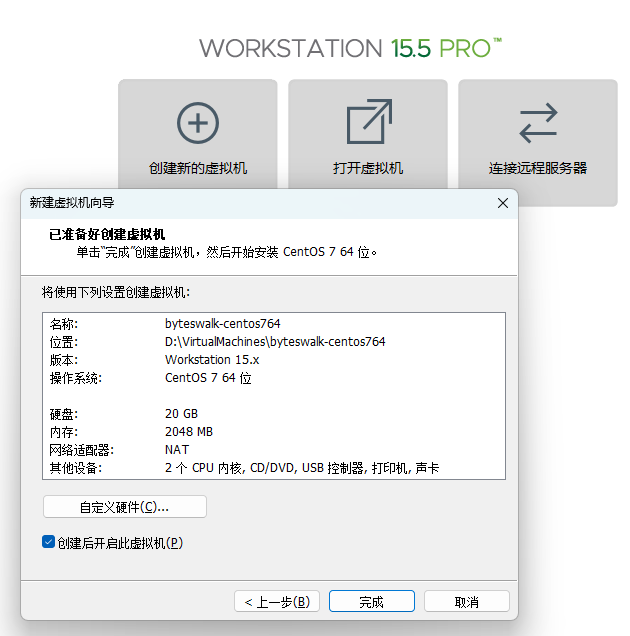 WORKSTATION 15.5 PRO™
创建新的虚拟机 打开虚拟机 连接远程服务器
新建虚拟机向导
已准备好创建虚拟机
单击“完成”创建虚拟机，然后开始安装 CentOS 7 64 位。
将使用下列设置创建虚拟机:
名称: byteswalk-centos764
位置: D:\VirtualMachines\byteswalk-centos764
版本: Workstation 15.x
操作系统: CentOS 7 64 位
硬盘: 20 GB
内存: 2048 MB
网络适配器: NAT
其他设备: 2 个 CPU 内核, CD/DVD, USB 控制器, 打印机, 声卡
自定义硬件(C)...
创建后开启此虚拟机(P)
< 上一步(B) 完成 取消